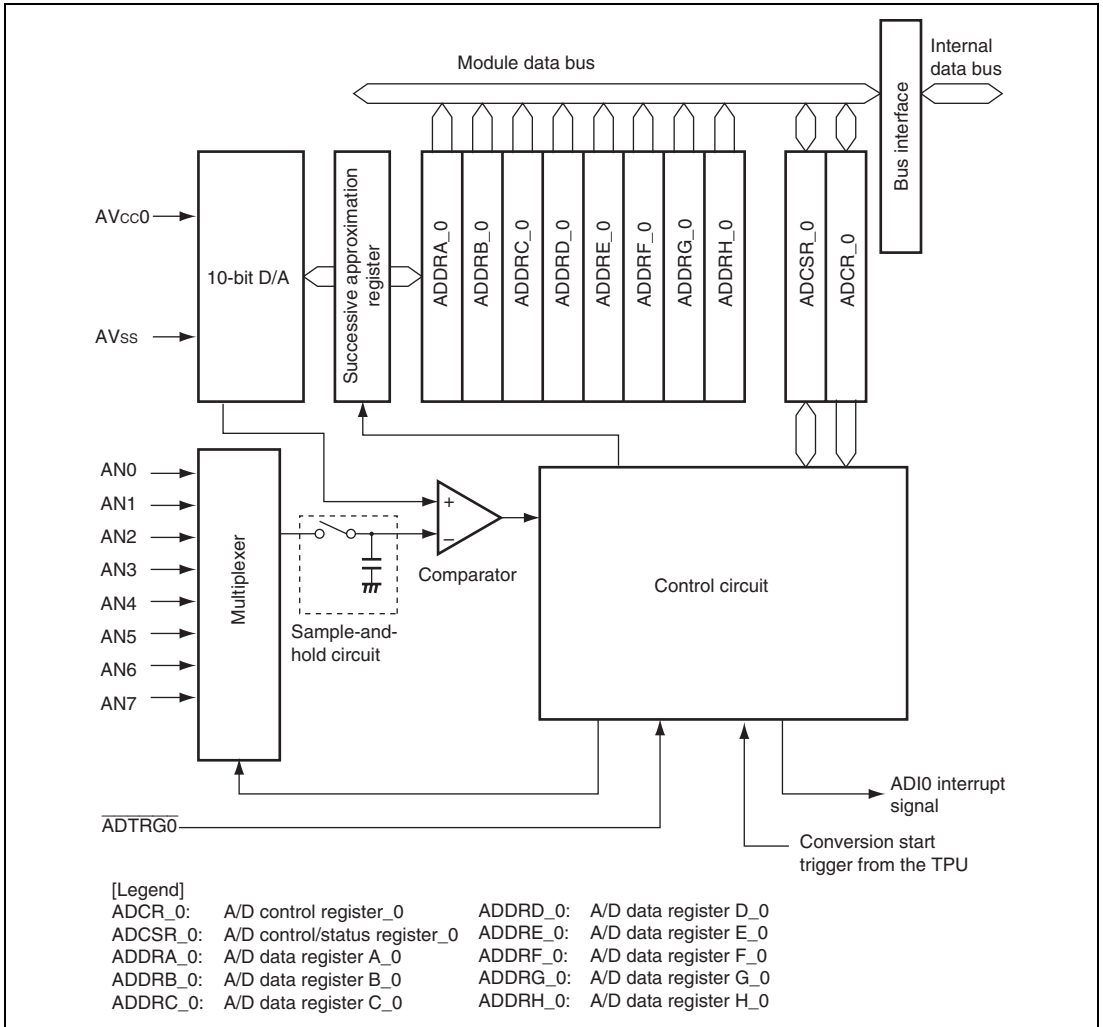 Module data bus
Internal
data bus
Bus interface
AVcc0
AVss
10-bit D/A
Successive approximation
register
ADDRA_0
ADDRB_0
ADDRC_0
ADDRD_0
ADDRE_0
ADDRF_0
ADDRG_0
ADDRH_0
ADCSR_0
ADCR_0
AN0
AN1
AN2
AN3
AN4
AN5
AN6
AN7
Multiplexer
+
−
Comparator
Sample-and-
hold circuit
Control circuit
ADI0 interrupt
signal
ADTRG0
Conversion start
trigger from the TPU
[Legend]
ADCR_0: A/D control register_0
ADCSR_0: A/D control/status register_0
ADDRA_0: A/D data register A_0
ADDRB_0: A/D data register B_0
ADDRC_0: A/D data register C_0
ADDRD_0: A/D data register D_0
ADDRE_0: A/D data register E_0
ADDRF_0: A/D data register F_0
ADDRG_0: A/D data register G_0
ADDRH_0: A/D data register H_0